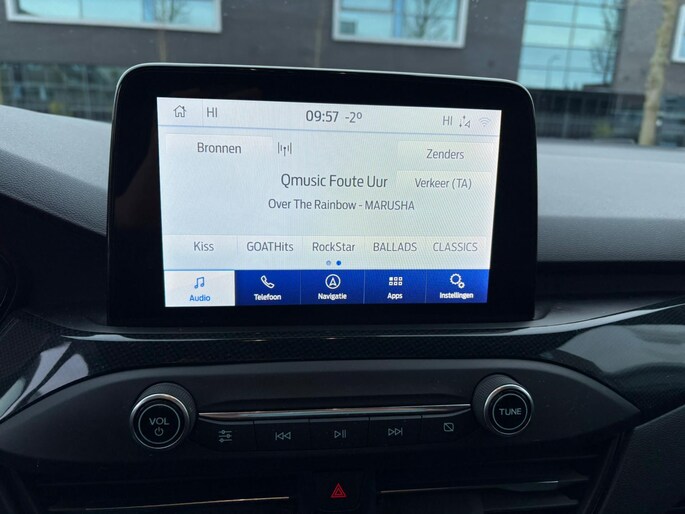 HI 09:57 -2° HI
Bronnen
Zenders
Qmusic Foute Uur
Verkeer (TA)
Over The Rainbow - MARUSHA
Kiss GOATHits RockStar BALLADS CLASSICS
Audio Telefoon Navigatie Apps Instellingen
VOL
TUNE